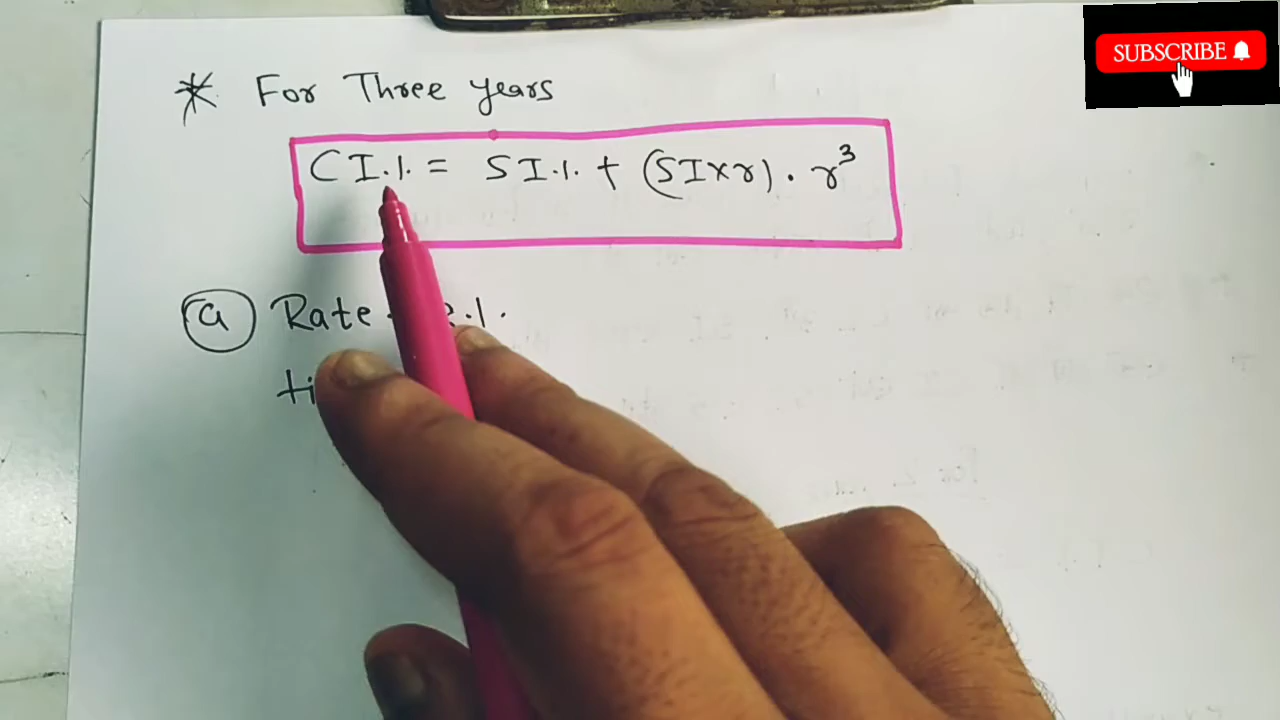 * For Three years
CI.%. = SI.%. + (SI×r). r³
(a) Rate
SUBSCRIBE